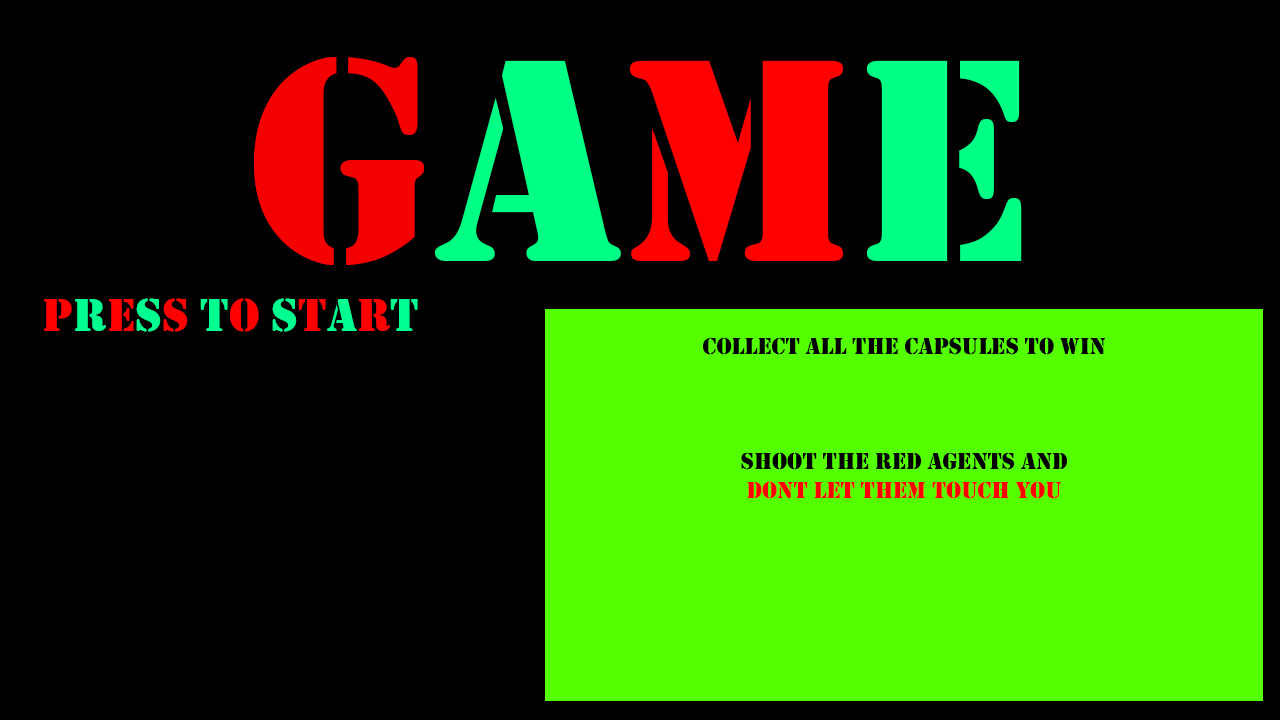 GAME
PRESS TO START
COLLECT ALL THE CAPSULES TO WIN
SHOOT THE RED AGENTS AND
DONT LET THEM TOUCH YOU